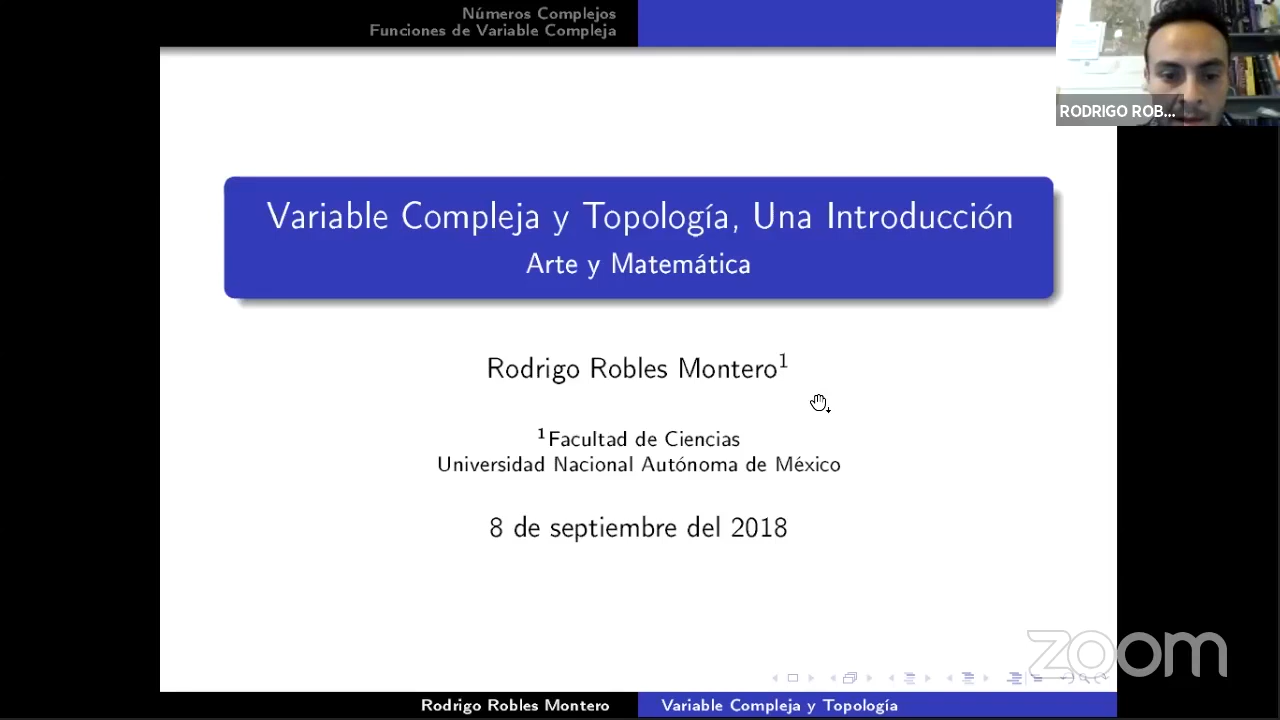 Números Complejos
Funciones de Variable Compleja
RODRIGO ROB...
Variable Compleja y Topología, Una Introducción
Arte y Matemática
Rodrigo Robles Montero¹
¹Facultad de Ciencias
Universidad Nacional Autónoma de México
8 de septiembre del 2018
zoom
Rodrigo Robles Montero
Variable Compleja y Topología